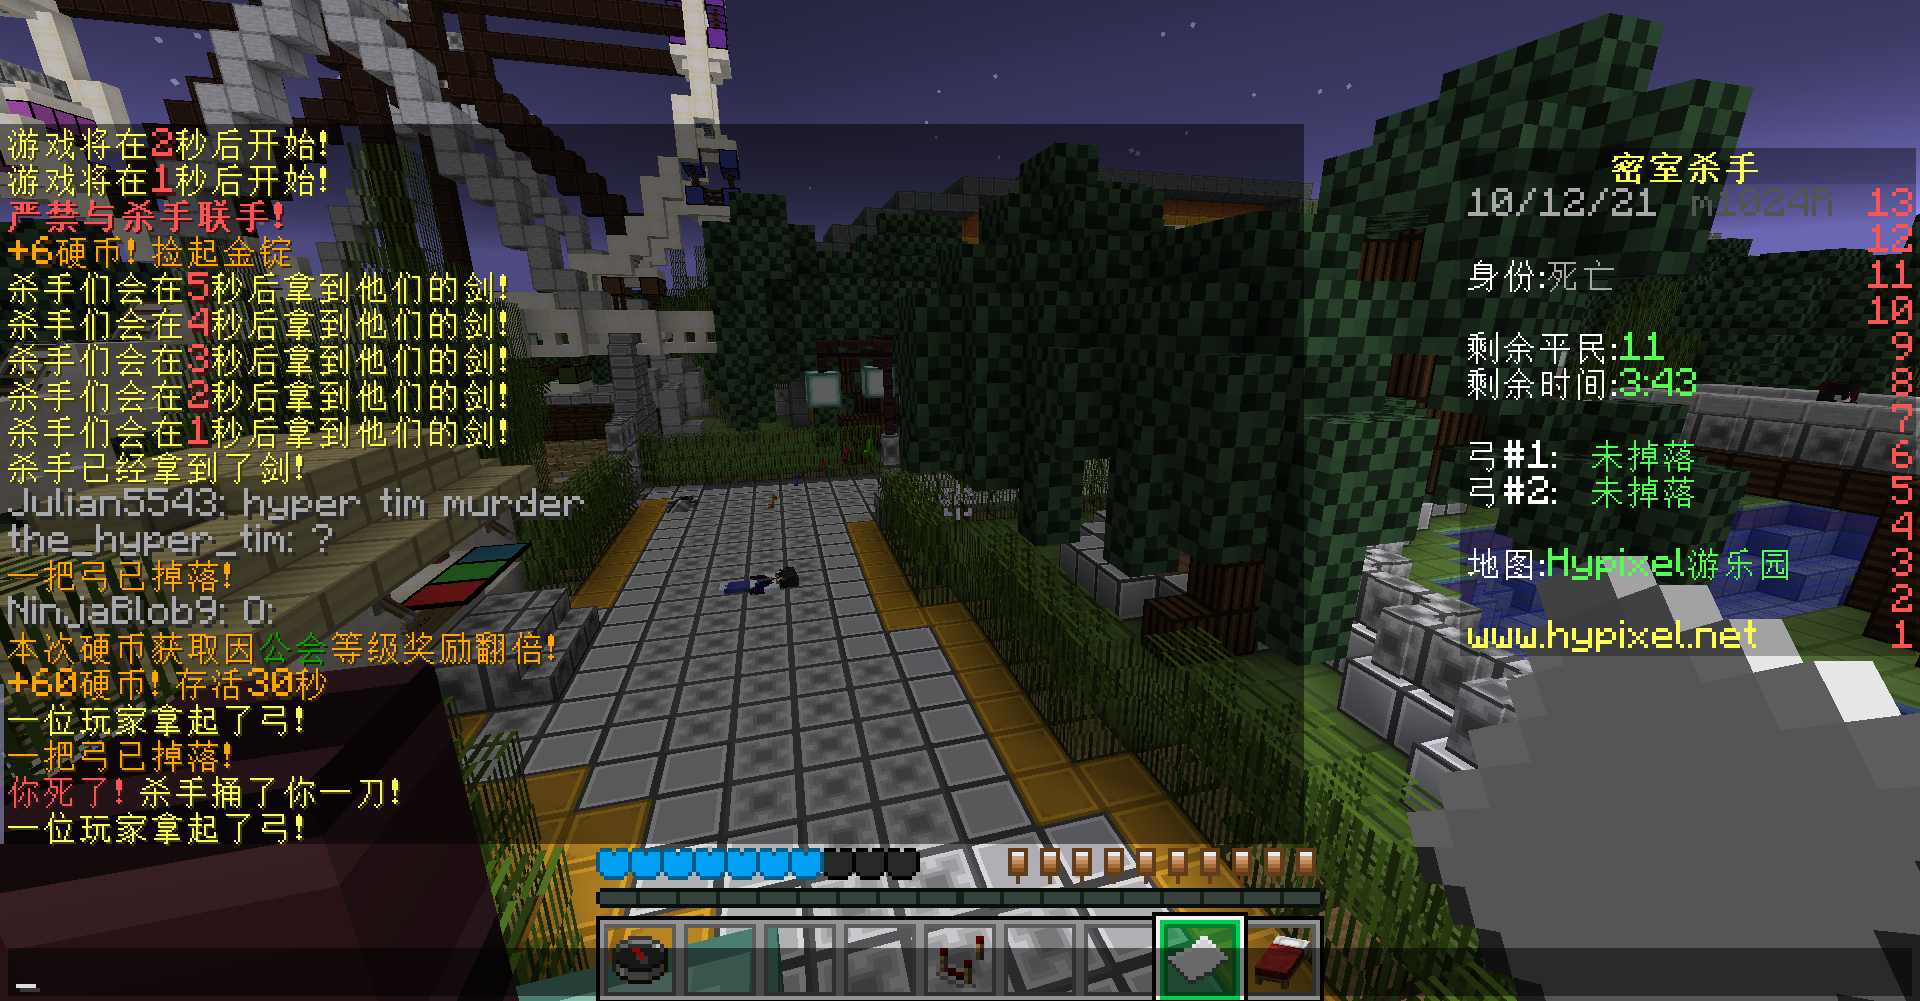 游戏将在2秒后开始!
游戏将在1秒后开始!
严禁与杀手联手!
+6硬币! 捡起金锭
杀手们会在5秒后拿到他们的剑!
杀手们会在4秒后拿到他们的剑!
杀手们会在3秒后拿到他们的剑!
杀手们会在2秒后拿到他们的剑!
杀手们会在1秒后拿到他们的剑!
杀手已经拿到了剑!
Julian5543: hyper tim murder
the_hyper_tim: ?
一把弓已掉落!
NinjaBlob9: O:
本次硬币获取因公会等级奖励翻倍!
+60硬币! 存活30秒
一位玩家拿起了弓!
一把弓已掉落!
你死了! 杀手捅了你一刀!
一位玩家拿起了弓!
_
密室杀手
10/12/21 m1024R 13
12
身份:死亡 11
10
剩余平民:11 9
剩余时间:3:43 8
7
弓#1: 未掉落 6
弓#2: 未掉落 5
4
地图:Hypixel游乐园 3
2
www.hypixel.net 1